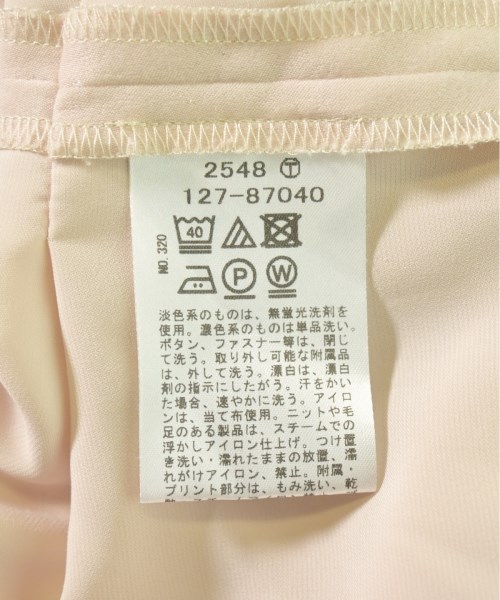 2548 Ⓣ
127-87040
NO.320
40
P W
淡色系のものは、無蛍光洗剤を
使用。濃色系のものは単品洗い。
ボタン、ファスナー等は、閉じ
て洗う。取り外し可能な附属品
は、外して洗う。漂白は、漂白
剤の指示にしたがう。汗をかい
た場合、速やかに洗う。アイロ
ンは、当て布使用。ニットや毛
足のある製品は、スチームでの
浮かしアイロン仕上げ。つけ置
き洗い・濡れたままの放置、濡
れがけアイロン、禁止。附属・
プリント部分は、もみ洗い、乾